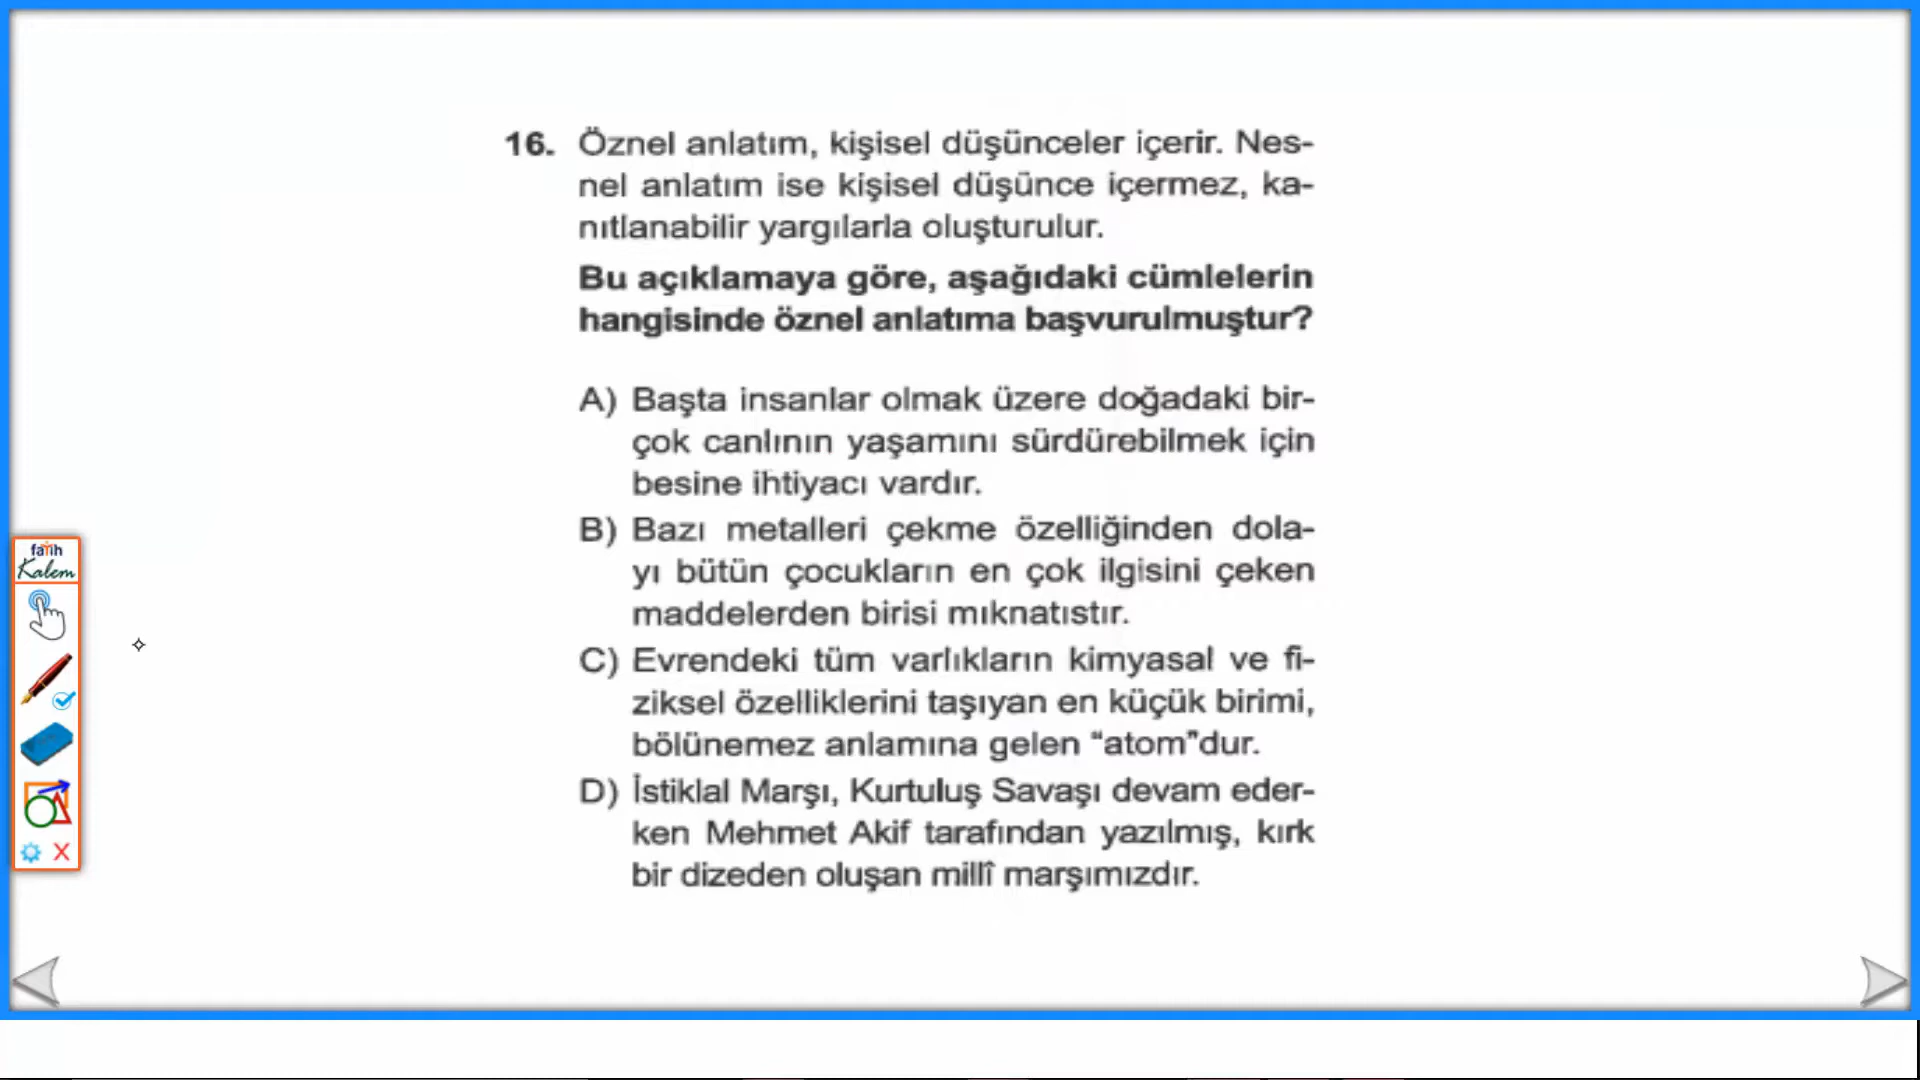 16. Öznel anlatım, kişisel düşünceler içerir. Nes-
nel anlatım ise kişisel düşünce içermez, ka-
nıtlanabilir yargılarla oluşturulur.
Bu açıklamaya göre, aşağıdaki cümlelerin
hangisinde öznel anlatıma başvurulmuştur?
A) Başta insanlar olmak üzere doğadaki bir-
çok canlının yaşamını sürdürebilmek için
besine ihtiyacı vardır.
B) Bazı metalleri çekme özelliğinden dola-
yı bütün çocukların en çok ilgisini çeken
maddelerden birisi mıknatıstır.
C) Evrendeki tüm varlıkların kimyasal ve fi-
ziksel özelliklerini taşıyan en küçük birimi,
bölünemez anlamına gelen “atom”dur.
D) İstiklal Marşı, Kurtuluş Savaşı devam eder-
ken Mehmet Akif tarafından yazılmış, kırk
bir dizeden oluşan millî marşımızdır.
fatih
Kalem